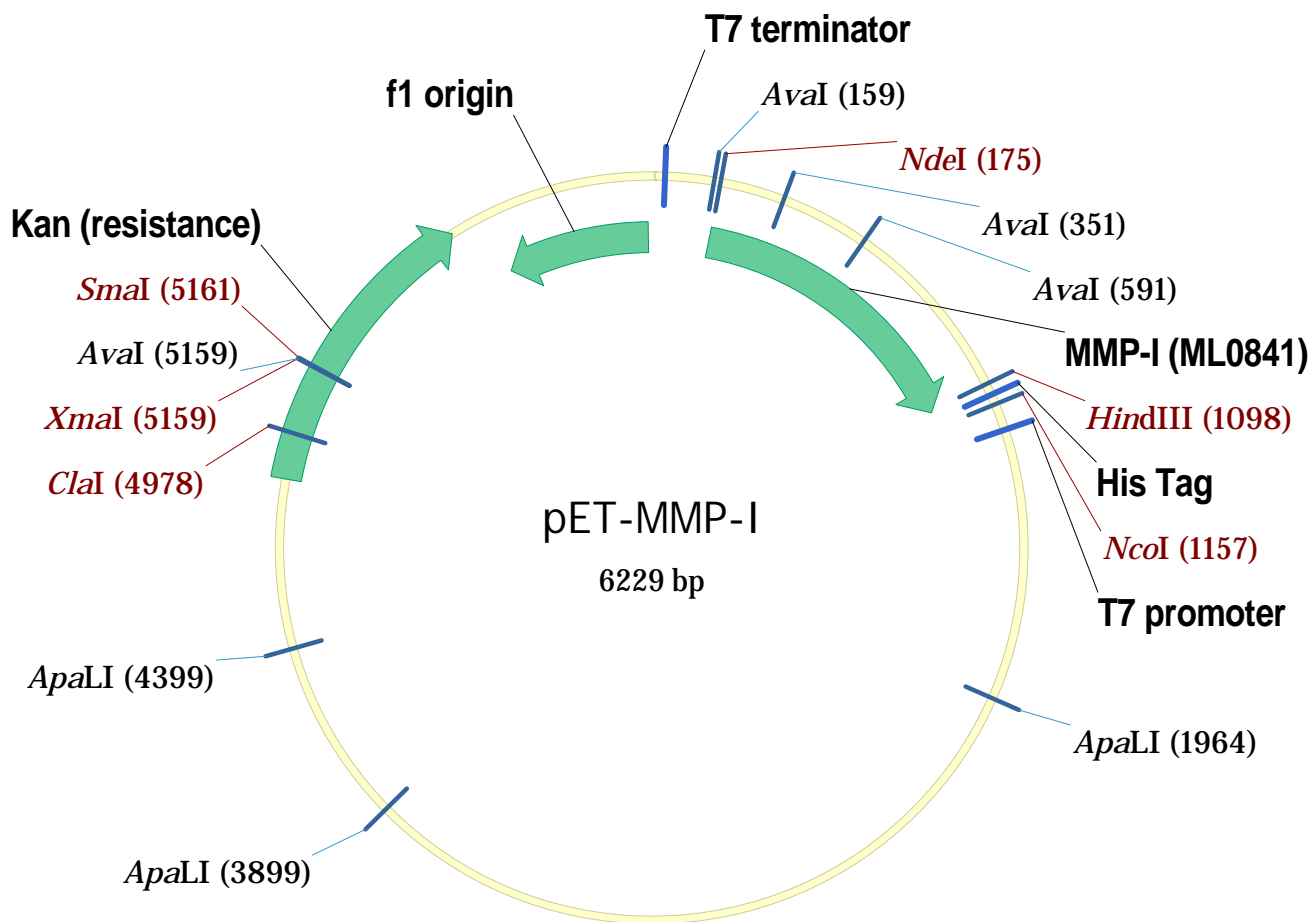 T7 terminator
f1 origin
AvaI (159)
NdeI (175)
Kan (resistance)
AvaI (351)
SmaI (5161)
AvaI (591)
AvaI (5159)
MMP-I (ML0841)
XmaI (5159)
HindIII (1098)
ClaI (4978)
His Tag
pET-MMP-I
NcoI (1157)
6229 bp
T7 promoter
ApaLI (4399)
ApaLI (1964)
ApaLI (3899)